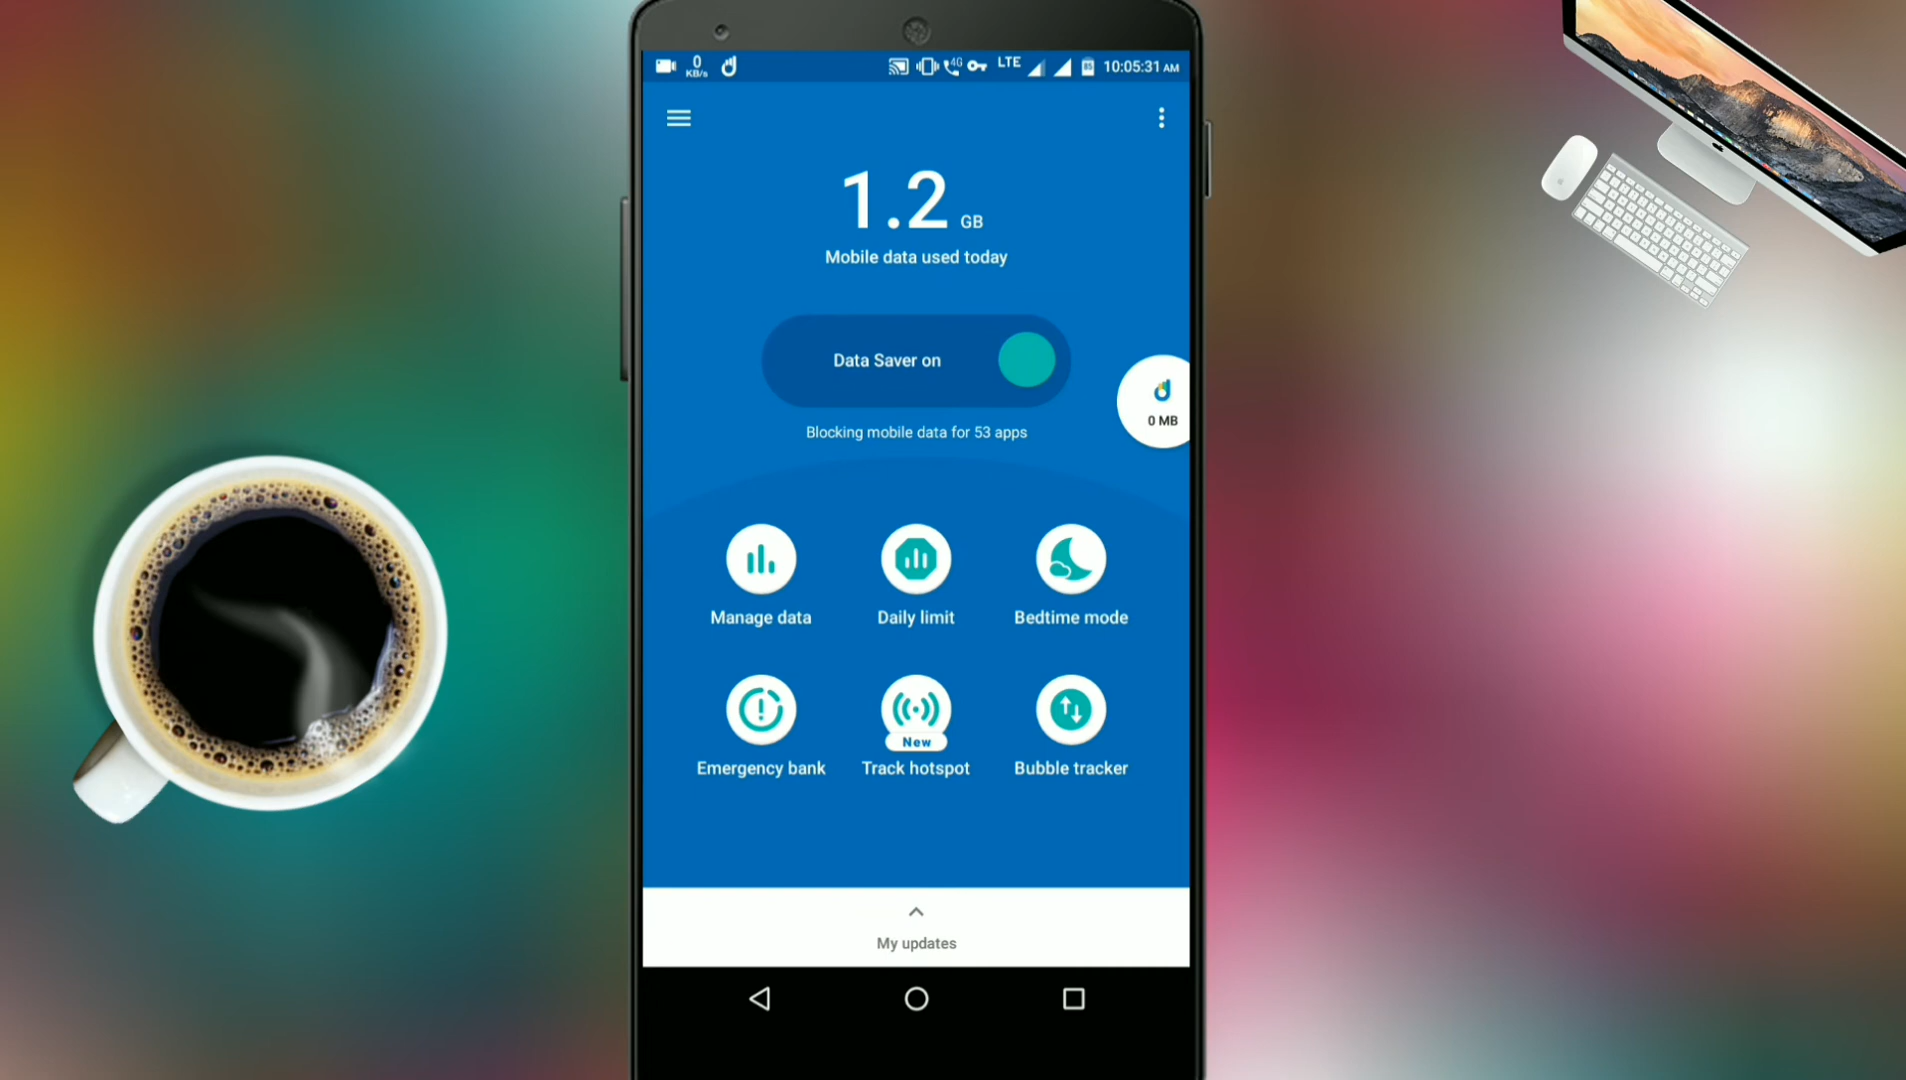 0
KB/s
4G
LTE
10:05:31 AM
1.2 GB
Mobile data used today
Data Saver on
0 MB
Blocking mobile data for 53 apps
Manage data
Daily limit
Bedtime mode
New
Emergency bank
Track hotspot
Bubble tracker
My updates